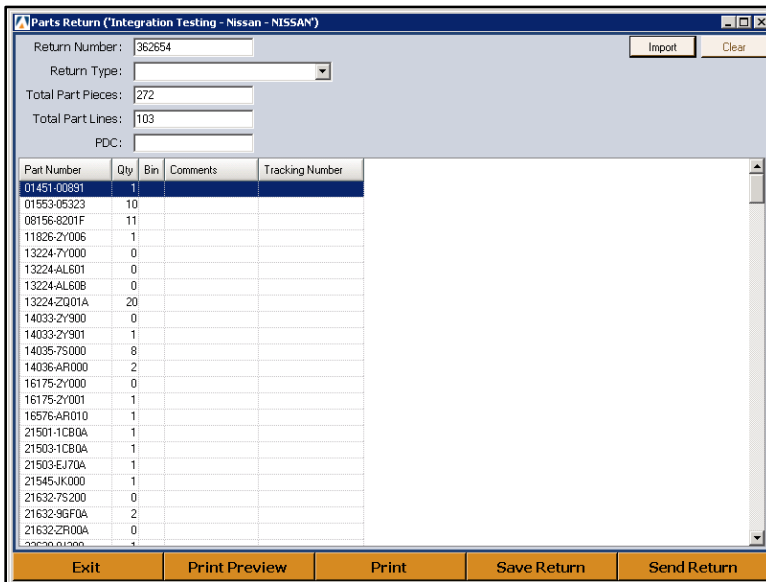 Parts Return ('Integration Testing - Nissan - NISSAN')
Return Number: 362654 Import Clear
Return Type:
Total Part Pieces: 272
Total Part Lines: 103
PDC:
Part Number Qty Bin Comments Tracking Number
01451-00891 1
01553-05323 10
08156-8201F 11
11826-2Y006 1
13224-7Y000 0
13224-AL601 0
13224-AL60B 0
13224-ZQ01A 20
14033-2Y900 0
14033-2Y901 1
14035-7S000 8
14036-AR000 2
16175-2Y000 0
16175-2Y001 1
16576-AR010 1
21501-1CB0A 1
21503-1CB0A 1
21503-EJ70A 1
21545-JK000 1
21632-7S200 0
21632-9GF0A 2
21632-ZR00A 0
Exit Print Preview Print Save Return Send Return